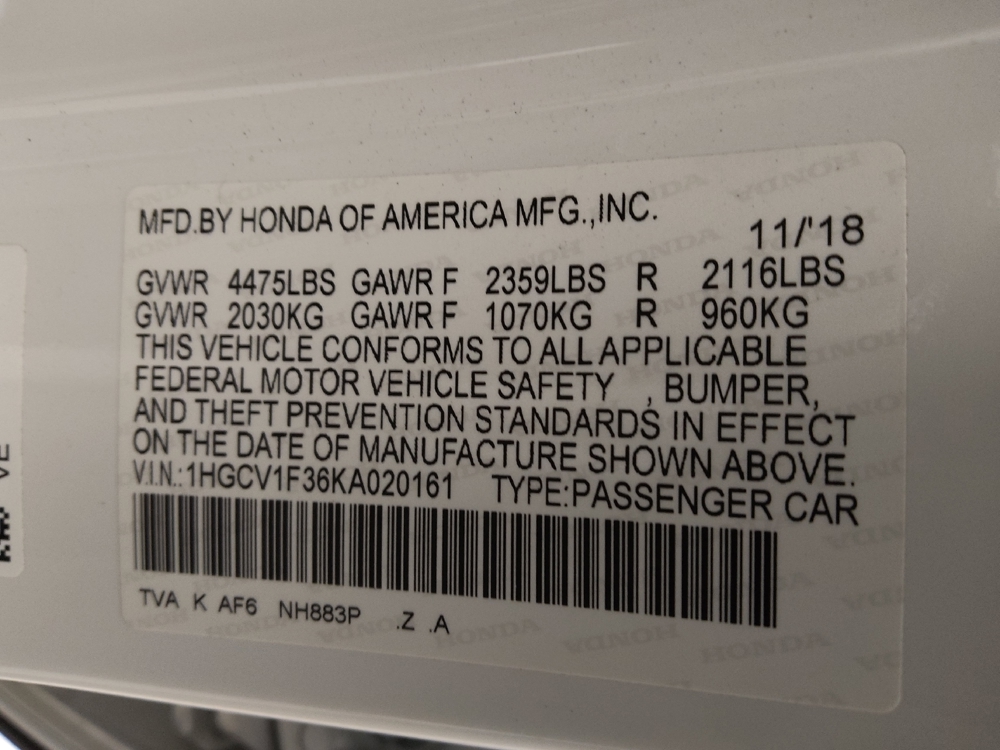 MFD.BY HONDA OF AMERICA MFG.,INC.
11/'18
GVWR 4475LBS GAWR F 2359LBS R 2116LBS
GVWR 2030KG GAWR F 1070KG R 960KG
THIS VEHICLE CONFORMS TO ALL APPLICABLE
FEDERAL MOTOR VEHICLE SAFETY , BUMPER,
AND THEFT PREVENTION STANDARDS IN EFFECT
ON THE DATE OF MANUFACTURE SHOWN ABOVE.
V.I.N.:1HGCV1F36KA020161 TYPE:PASSENGER CAR
TVA K AF6 NH883P .Z .A
VE